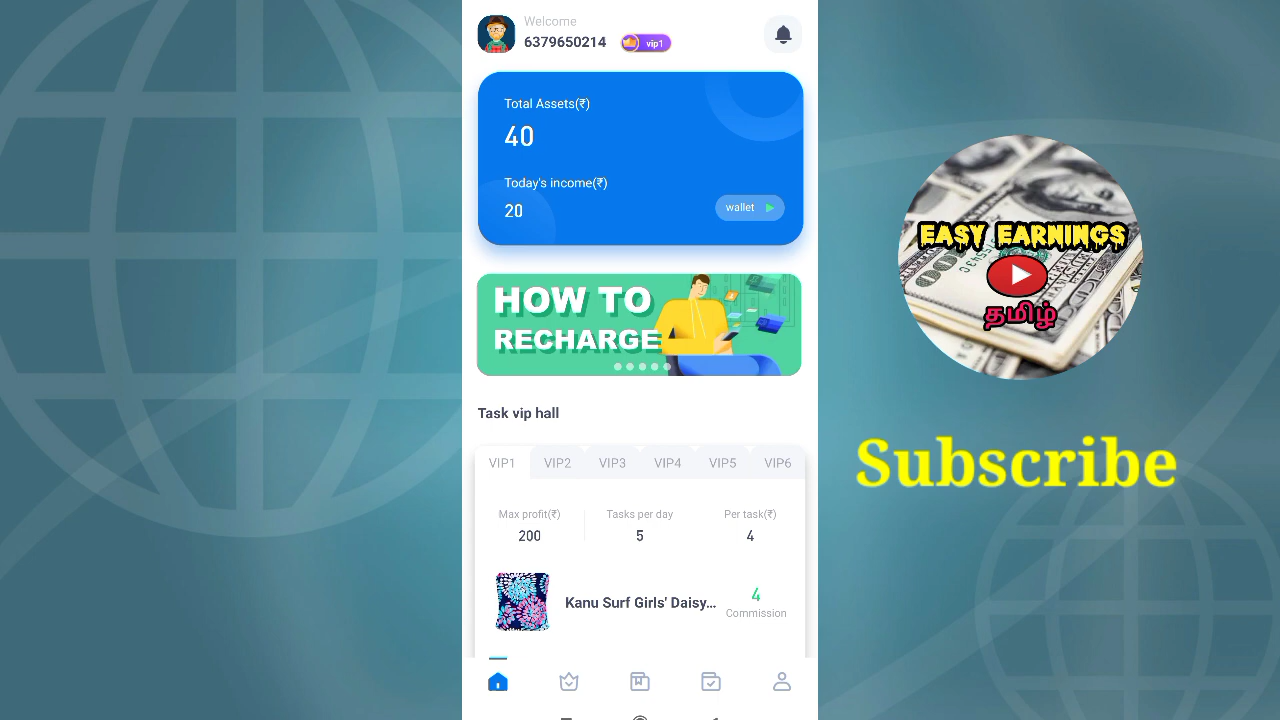 Welcome
6379650214
vip1
Total Assets(₹)
40
Today's income(₹)
20
wallet
HOW TO
RECHARGE
Task vip hall
VIP1 VIP2 VIP3 VIP4 VIP5 VIP6
Max profit(₹) Tasks per day Per task(₹)
200 5 4
Kanu Surf Girls' Daisy...
4
Commission
EASY EARNINGS
தமிழ்
Subscribe